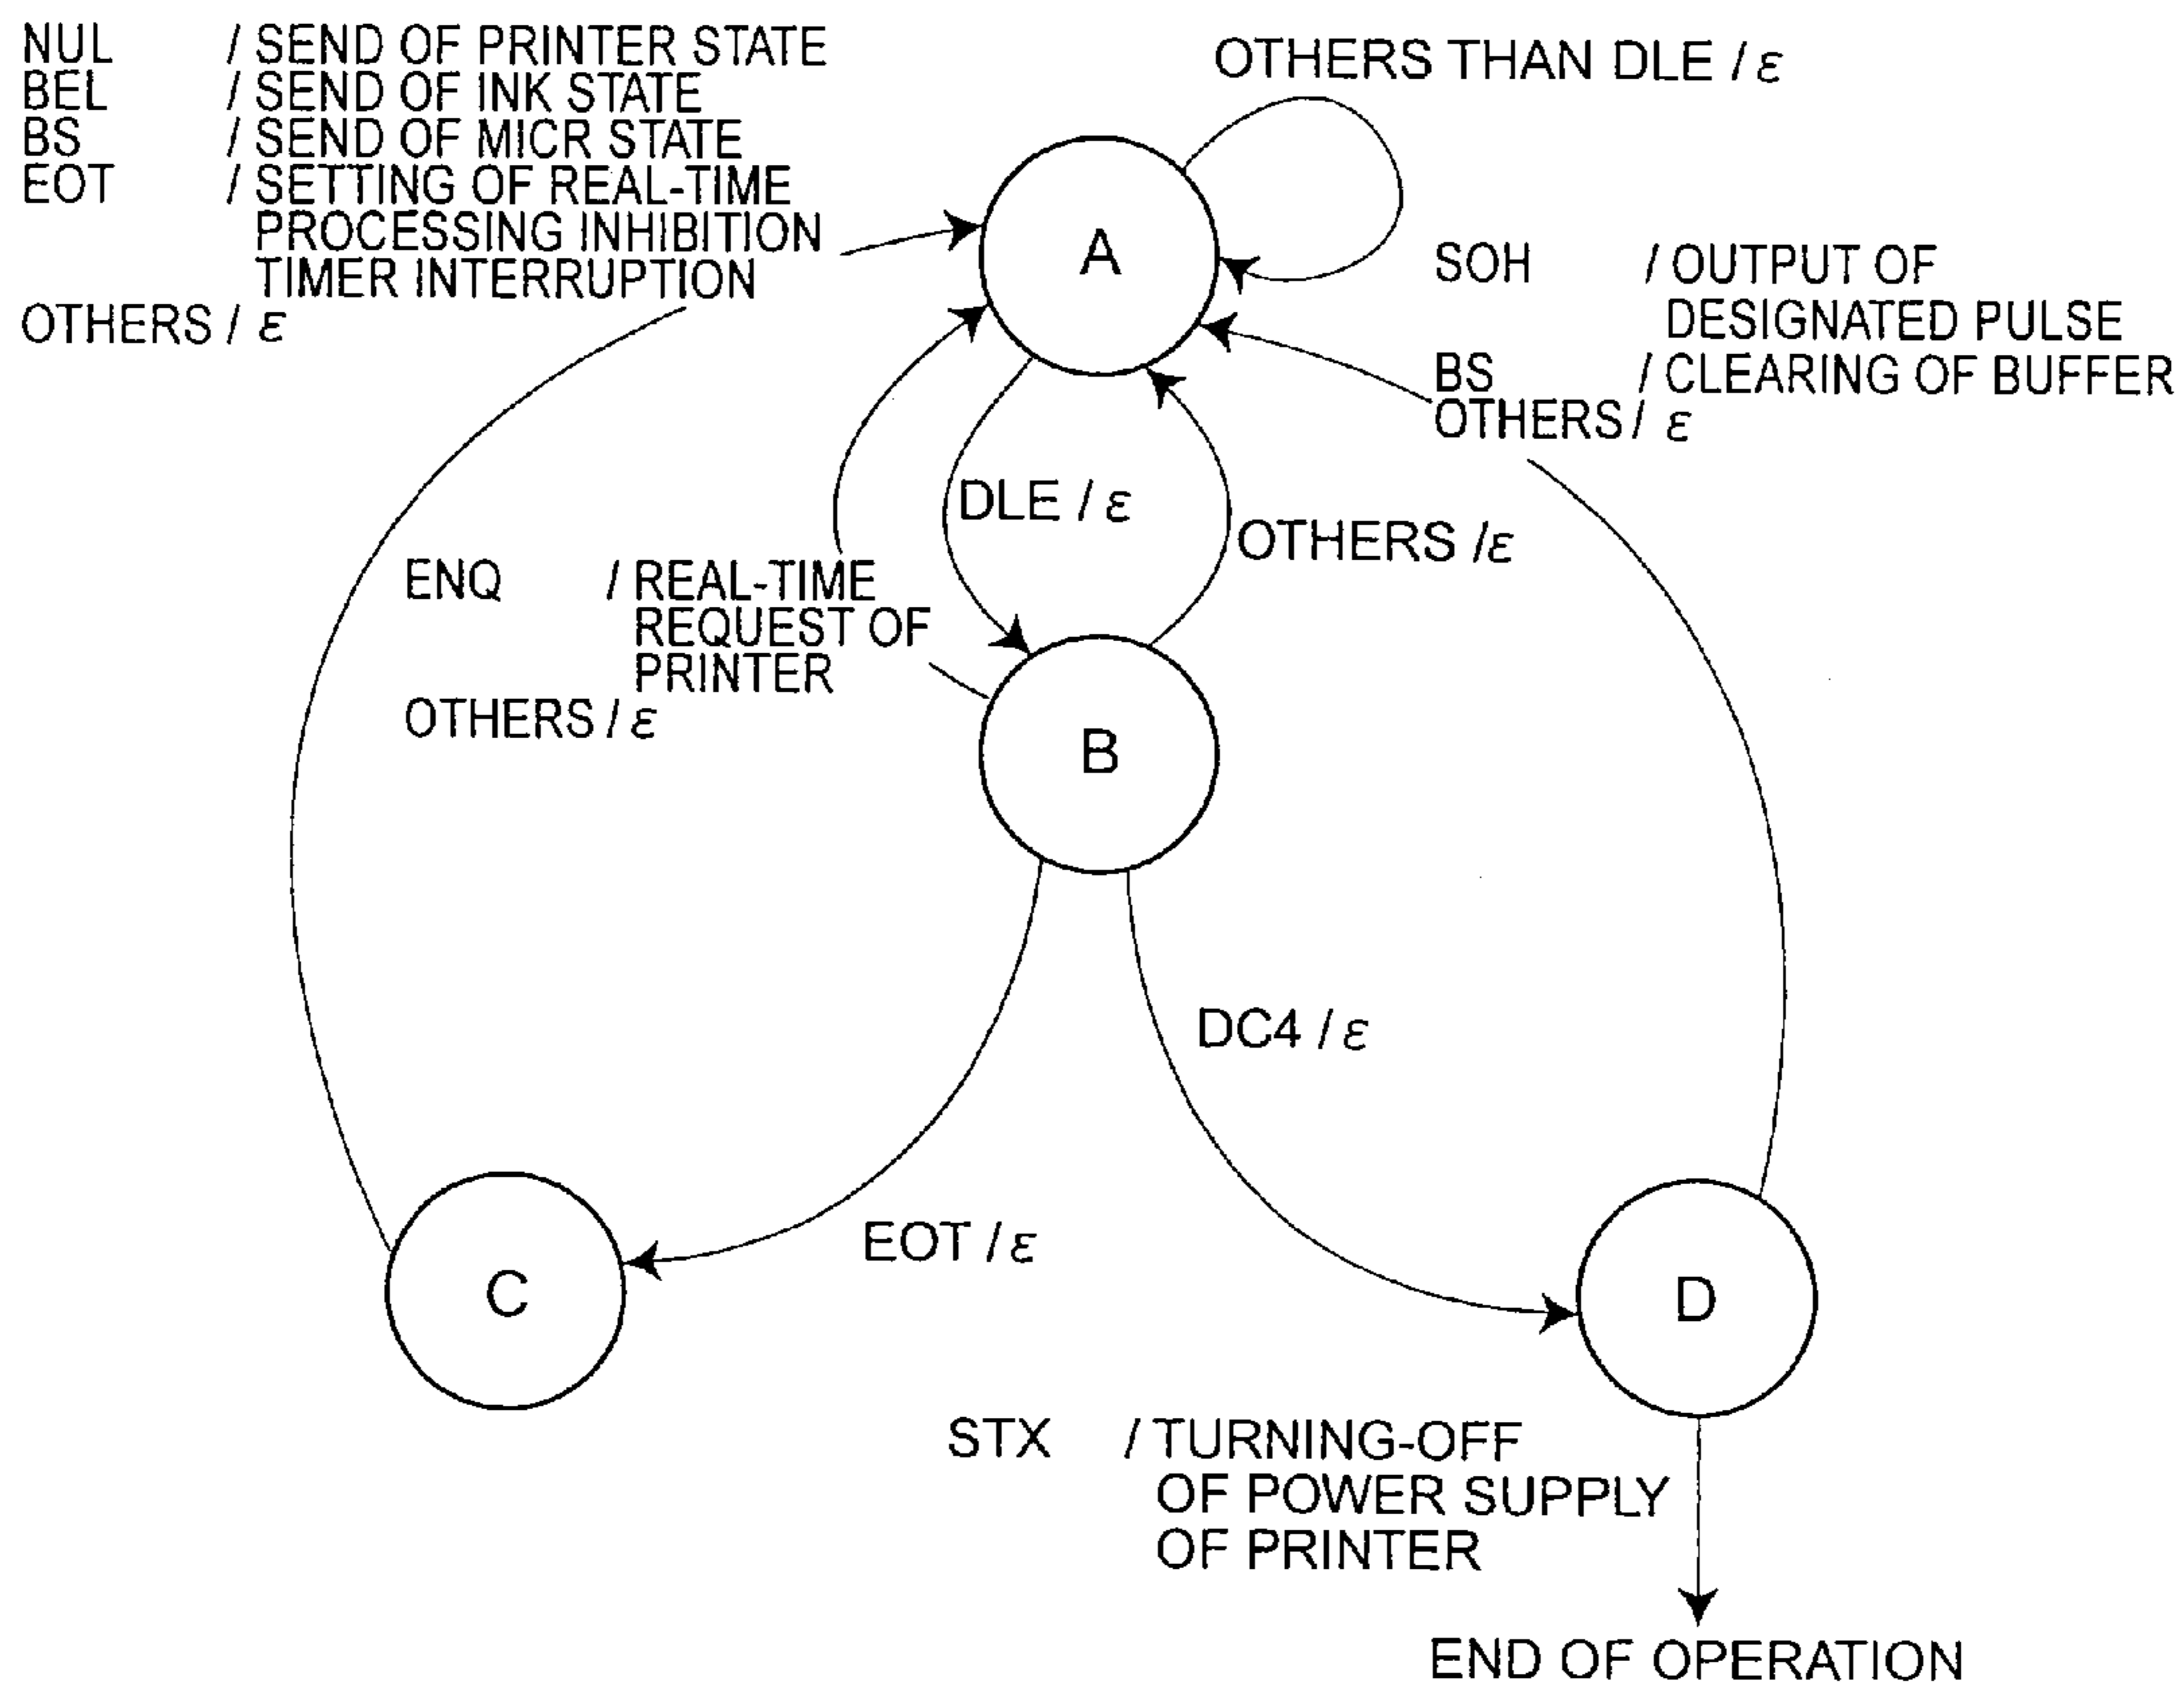 NUL / SEND OF PRINTER STATE
BEL / SEND OF INK STATE
BS / SEND OF MICR STATE
EOT / SETTING OF REAL-TIME
PROCESSING INHIBITION
TIMER INTERRUPTION
OTHERS / ε
OTHERS THAN DLE / ε
A
SOH / OUTPUT OF
DESIGNATED PULSE
BS / CLEARING OF BUFFER
OTHERS / ε
DLE / ε
OTHERS /ε
ENQ / REAL-TIME
REQUEST OF
PRINTER
OTHERS / ε
B
DC4 / ε
EOT / ε
C
D
STX / TURNING-OFF
OF POWER SUPPLY
OF PRINTER
END OF OPERATION